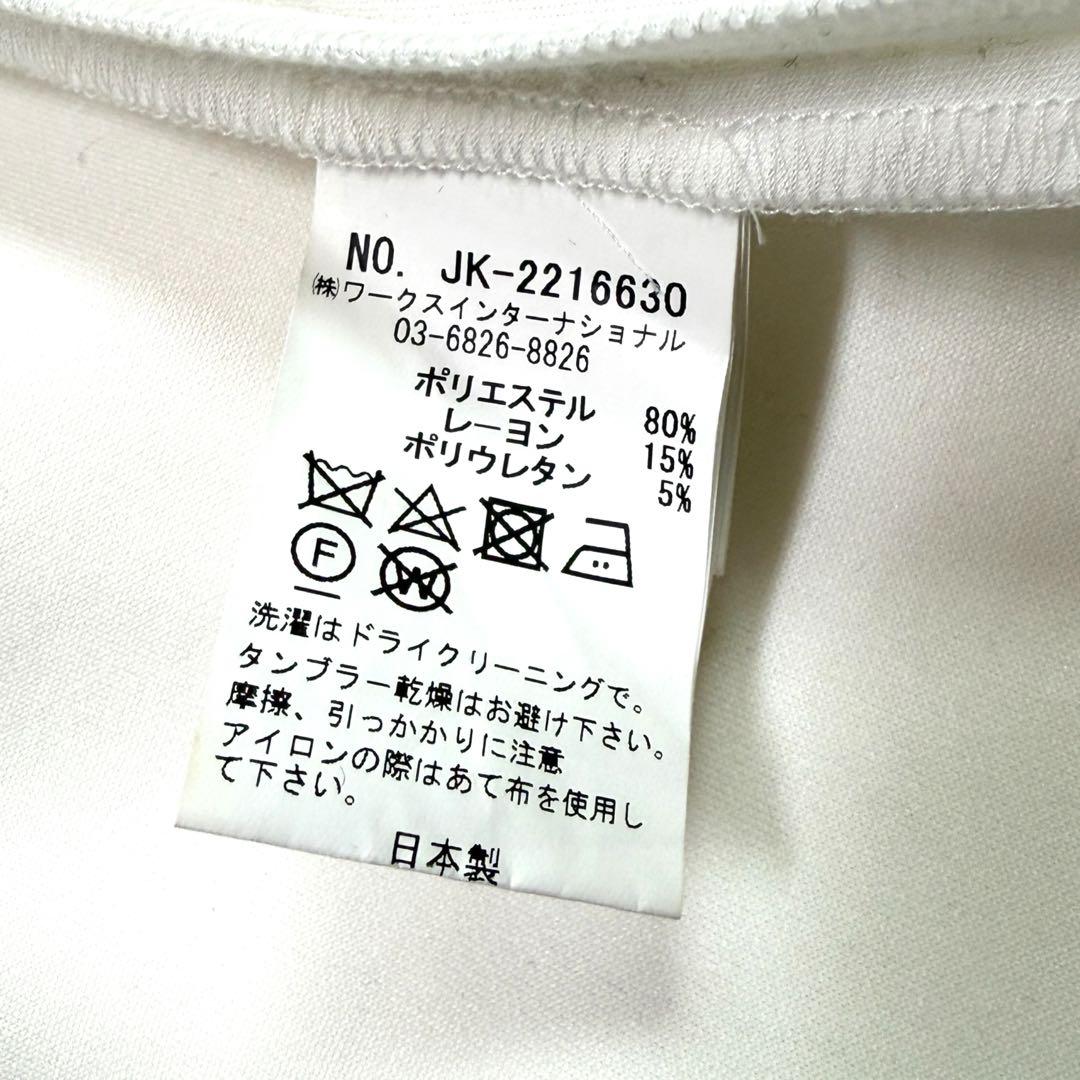 NO. JK-2216630
㈱ワークスインターナショナル
03-6826-8826
ポリエステル 80%
レーヨン 15%
ポリウレタン 5%
F
W
洗濯はドライクリーニングで。
タンブラー乾燥はお避け下さい。
摩擦、引っかかりに注意
アイロンの際はあて布を使用し
て下さい。
日本製